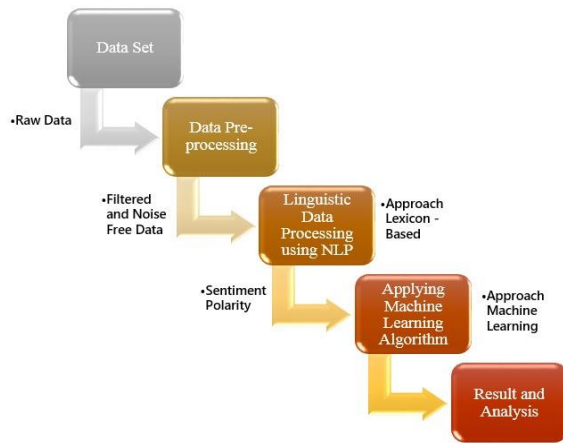 Data Set
•Raw Data
Data Pre-
processing
•Filtered
and Noise
Free Data
Linguistic
Data
Processing
using NLP
•Approach
Lexicon -
Based
•Sentiment
Polarity
Applying
Machine
Learning
Algorithm
•Approach
Machine
Learning
Result and
Analysis